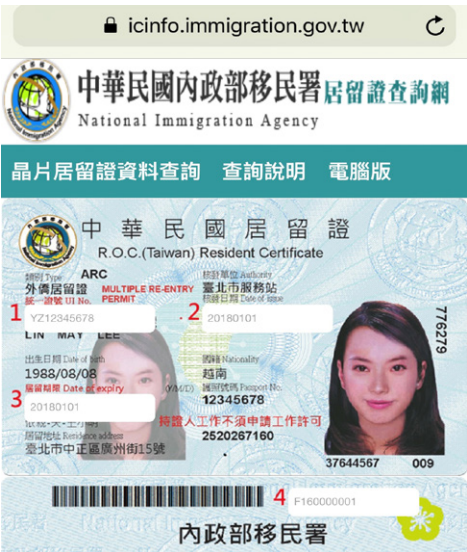 icinfo.immigration.gov.tw
中華民國內政部移民署居留證查詢網
National Immigration Agency
晶片居留證資料查詢 查詢說明 電腦版
中華民國居留證
R.O.C.(Taiwan) Resident Certificate
類別 Type ARC
外僑居留證 MULTIPLE RE-ENTRY PERMIT
核發單位 Authority
臺北市服務站
統一證號 UI No.
核發日期 Date of Issue
1 YZ12345678
2 20180101
LIN MAY LEE
776279
出生日期 Date of Birth
1988/08/08
國籍 Nationality
越南
居留期限 Date of expiry (Y/M/D)
護照號碼 Passport No.
12345678
3 20180101
持證人工作不須申請工作許可
居留地址 Residence address
臺北市中正區廣州街15號
2520267160
37644567 009
4 F160000001
內政部移民署